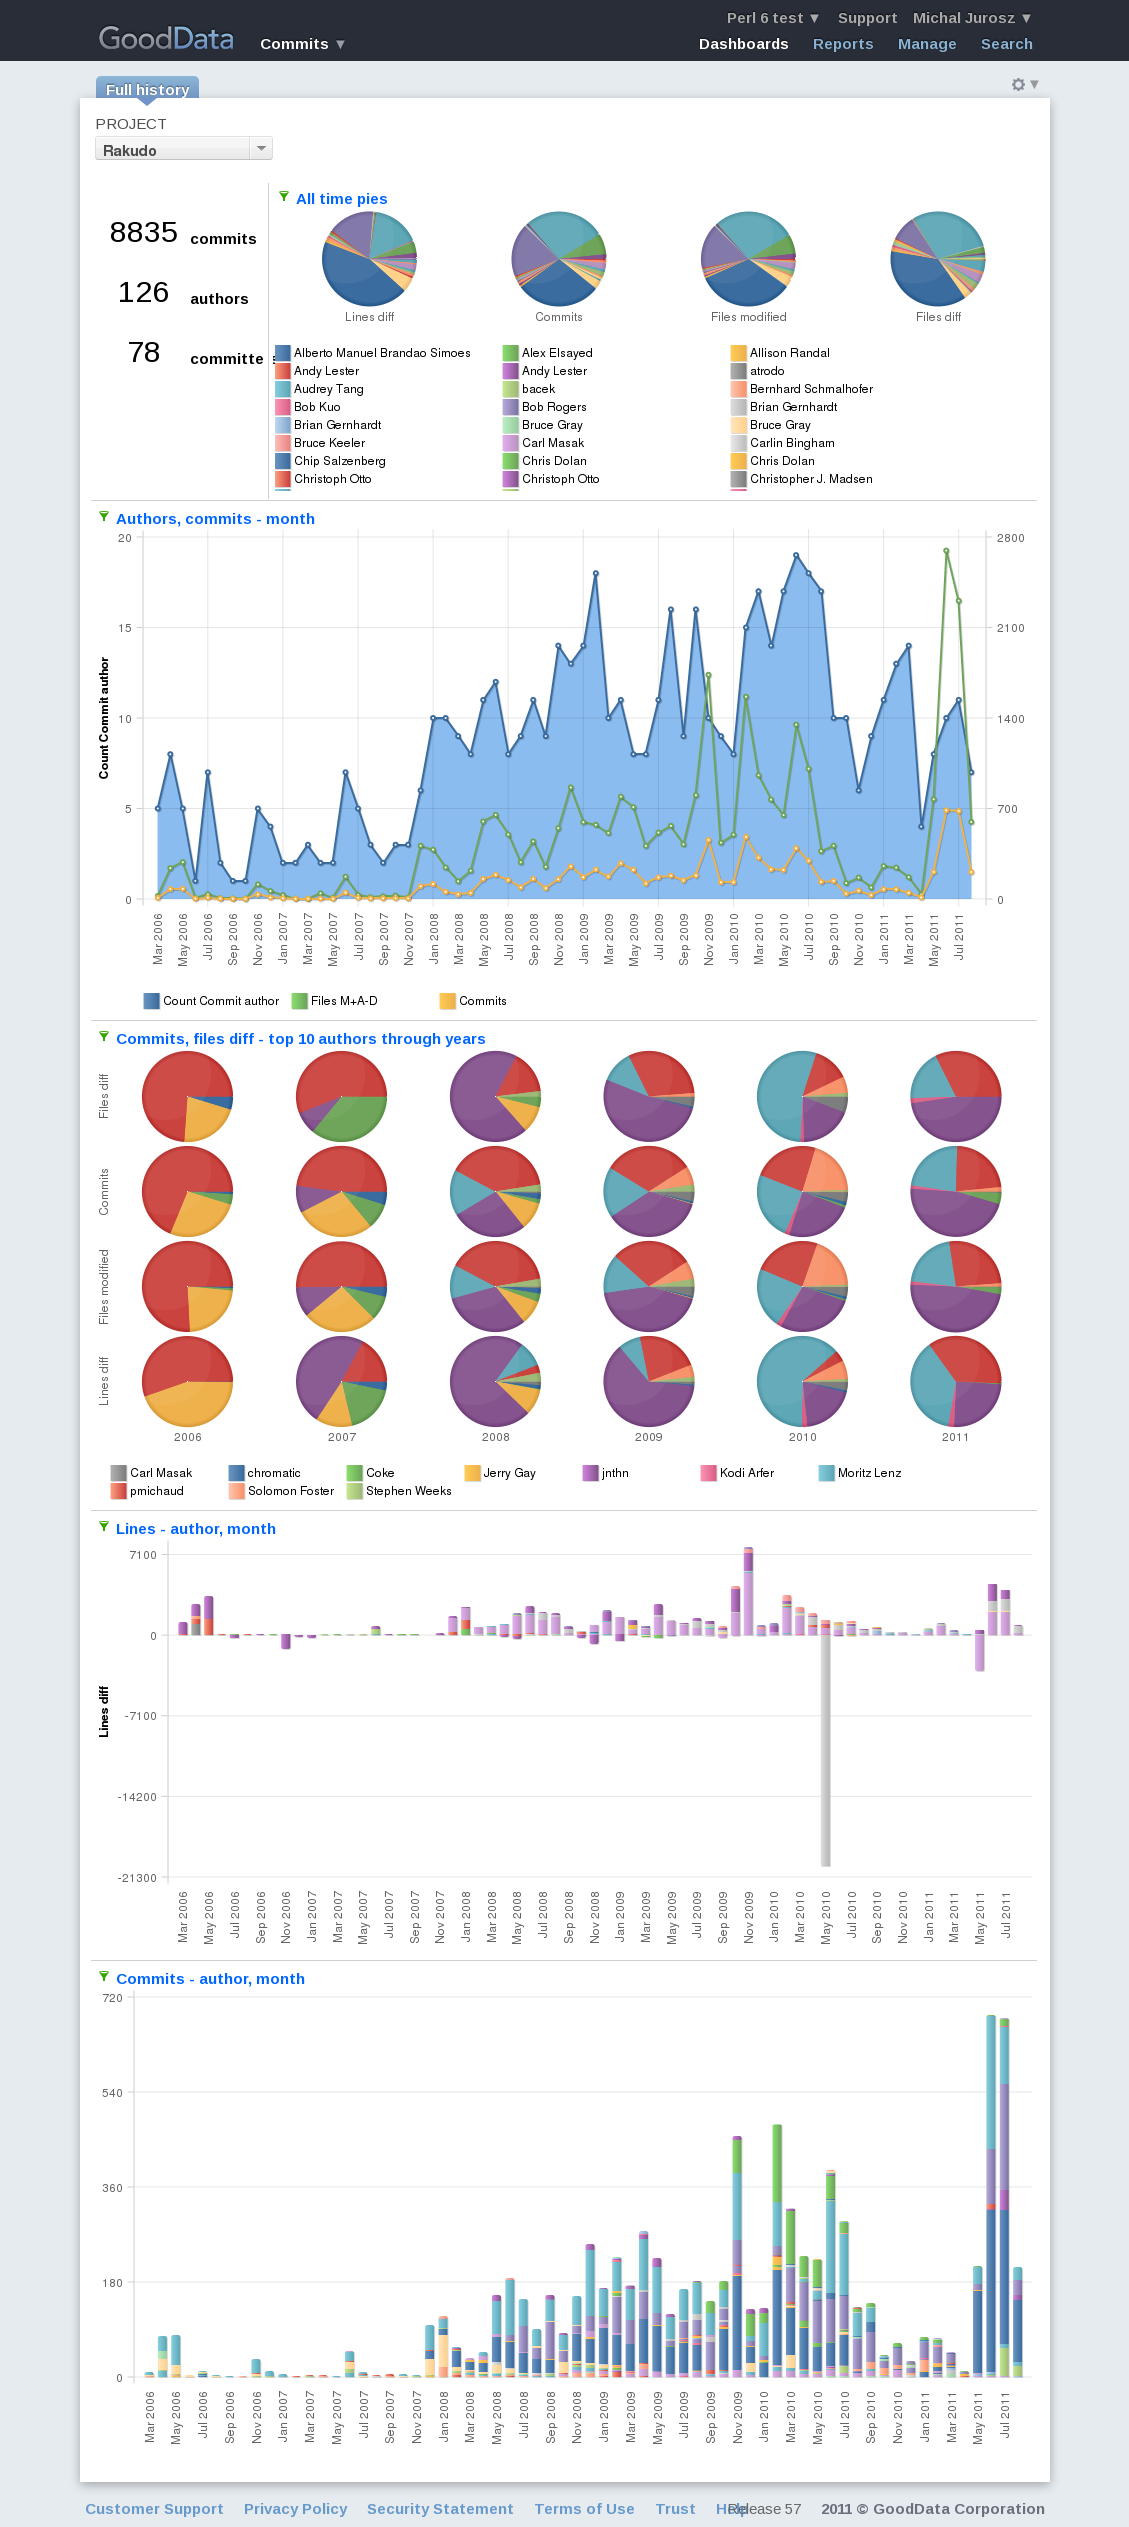 Perl 6 test ▼ Support Michal Jurosz ▼
GoodData Commits ▼ Dashboards Reports Manage Search
Full history
PROJECT
Rakudo
8835 commits
126 authors
78 committe s
All time pies
Lines diff Commits Files modified Files diff
Alberto Manuel Brandao Simoes Alex Elsayed Allison Randal
Andy Lester Andy Lester atrodo
Audrey Tang bacek Bernhard Schmalhofer
Bob Kuo Bob Rogers Brian Gernhardt
Brian Gernhardt Bruce Gray Bruce Gray
Bruce Keeler Carl Masak Carlin Bingham
Chip Salzenberg Chris Dolan Chris Dolan
Christoph Otto Christoph Otto Christopher J. Madsen
Authors, commits - month
20 2800
15 2100
10 1400
5 700
0 0
Count Commit author
Mar 2006 May 2006 Jul 2006 Sep 2006 Nov 2006 Jan 2007 Mar 2007 May 2007 Jul 2007 Sep 2007 Nov 2007 Jan 2008 Mar 2008 May 2008 Jul 2008 Sep 2008 Nov 2008 Jan 2009 Mar 2009 May 2009 Jul 2009 Sep 2009 Nov 2009 Jan 2010 Mar 2010 May 2010 Jul 2010 Sep 2010 Nov 2010 Jan 2011 Mar 2011 May 2011 Jul 2011
Count Commit author Files M+A-D Commits
Commits, files diff - top 10 authors through years
Files diff
Commits
Files modified
Lines diff
2006 2007 2008 2009 2010 2011
Carl Masak chromatic Coke Jerry Gay jnthn Kodi Arfer Moritz Lenz
pmichaud Solomon Foster Stephen Weeks
Lines - author, month
7100
0
-7100
-14200
-21300
Lines diff
Mar 2006 May 2006 Jul 2006 Sep 2006 Nov 2006 Jan 2007 Mar 2007 May 2007 Jul 2007 Sep 2007 Nov 2007 Jan 2008 Mar 2008 May 2008 Jul 2008 Sep 2008 Nov 2008 Jan 2009 Mar 2009 May 2009 Jul 2009 Sep 2009 Nov 2009 Jan 2010 Mar 2010 May 2010 Jul 2010 Sep 2010 Nov 2010 Jan 2011 Mar 2011 May 2011 Jul 2011
Commits - author, month
720
540
360
180
0
Mar 2006 May 2006 Jul 2006 Sep 2006 Nov 2006 Jan 2007 Mar 2007 May 2007 Jul 2007 Sep 2007 Nov 2007 Jan 2008 Mar 2008 May 2008 Jul 2008 Sep 2008 Nov 2008 Jan 2009 Mar 2009 May 2009 Jul 2009 Sep 2009 Nov 2009 Jan 2010 Mar 2010 May 2010 Jul 2010 Sep 2010 Nov 2010 Jan 2011 Mar 2011 May 2011 Jul 2011
Customer Support Privacy Policy Security Statement Terms of Use Trust Help Release 57 2011 © GoodData Corporation